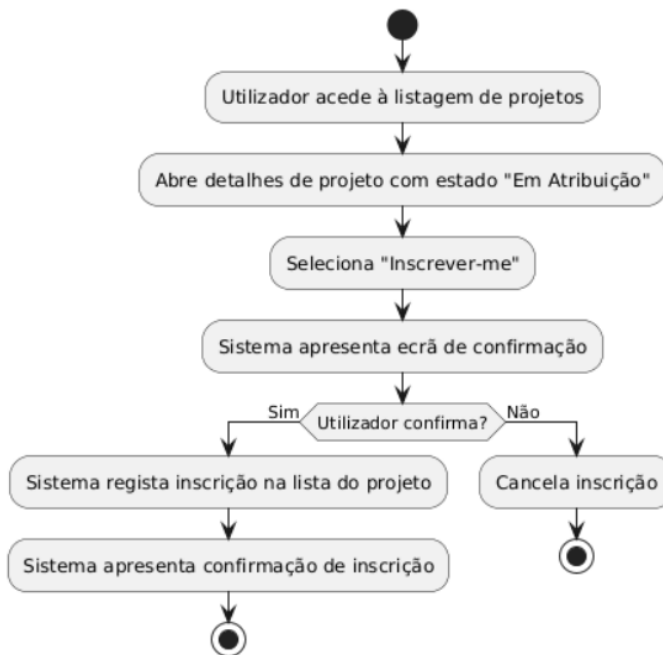 Utilizador acede à listagem de projetos
Abre detalhes de projeto com estado "Em Atribuição"
Seleciona "Inscrever-me"
Sistema apresenta ecrã de confirmação
Sim
Utilizador confirma?
Não
Sistema regista inscrição na lista do projeto
Cancela inscrição
Sistema apresenta confirmação de inscrição